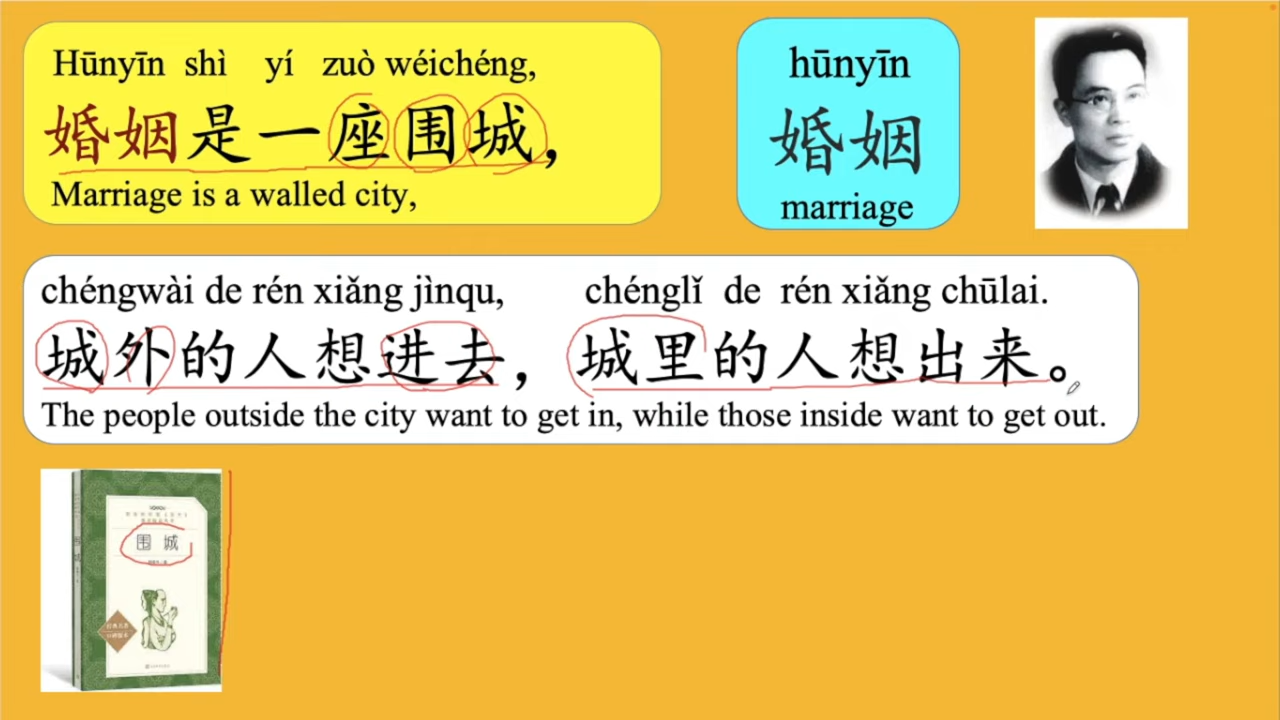 Hūnyīn shì yí zuò wéichéng,
婚姻是一座围城，
Marriage is a walled city,
hūnyīn
婚姻
marriage
chéngwài de rén xiǎng jìnqu, chénglǐ de rén xiǎng chūlai.
城外的人想进去，城里的人想出来。
The people outside the city want to get in, while those inside want to get out.
围城